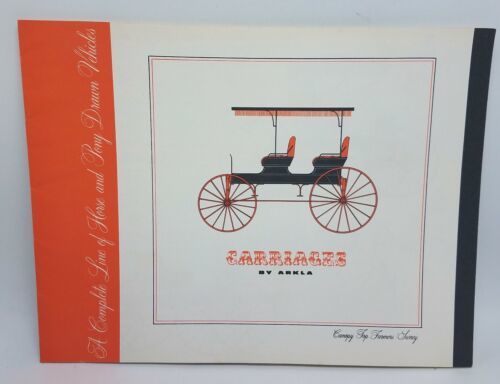 A Complete Line of Horse and Pony Drawn Vehicles
CARRIAGES
BY ARKLA
Canopy Top Farmers Surrey